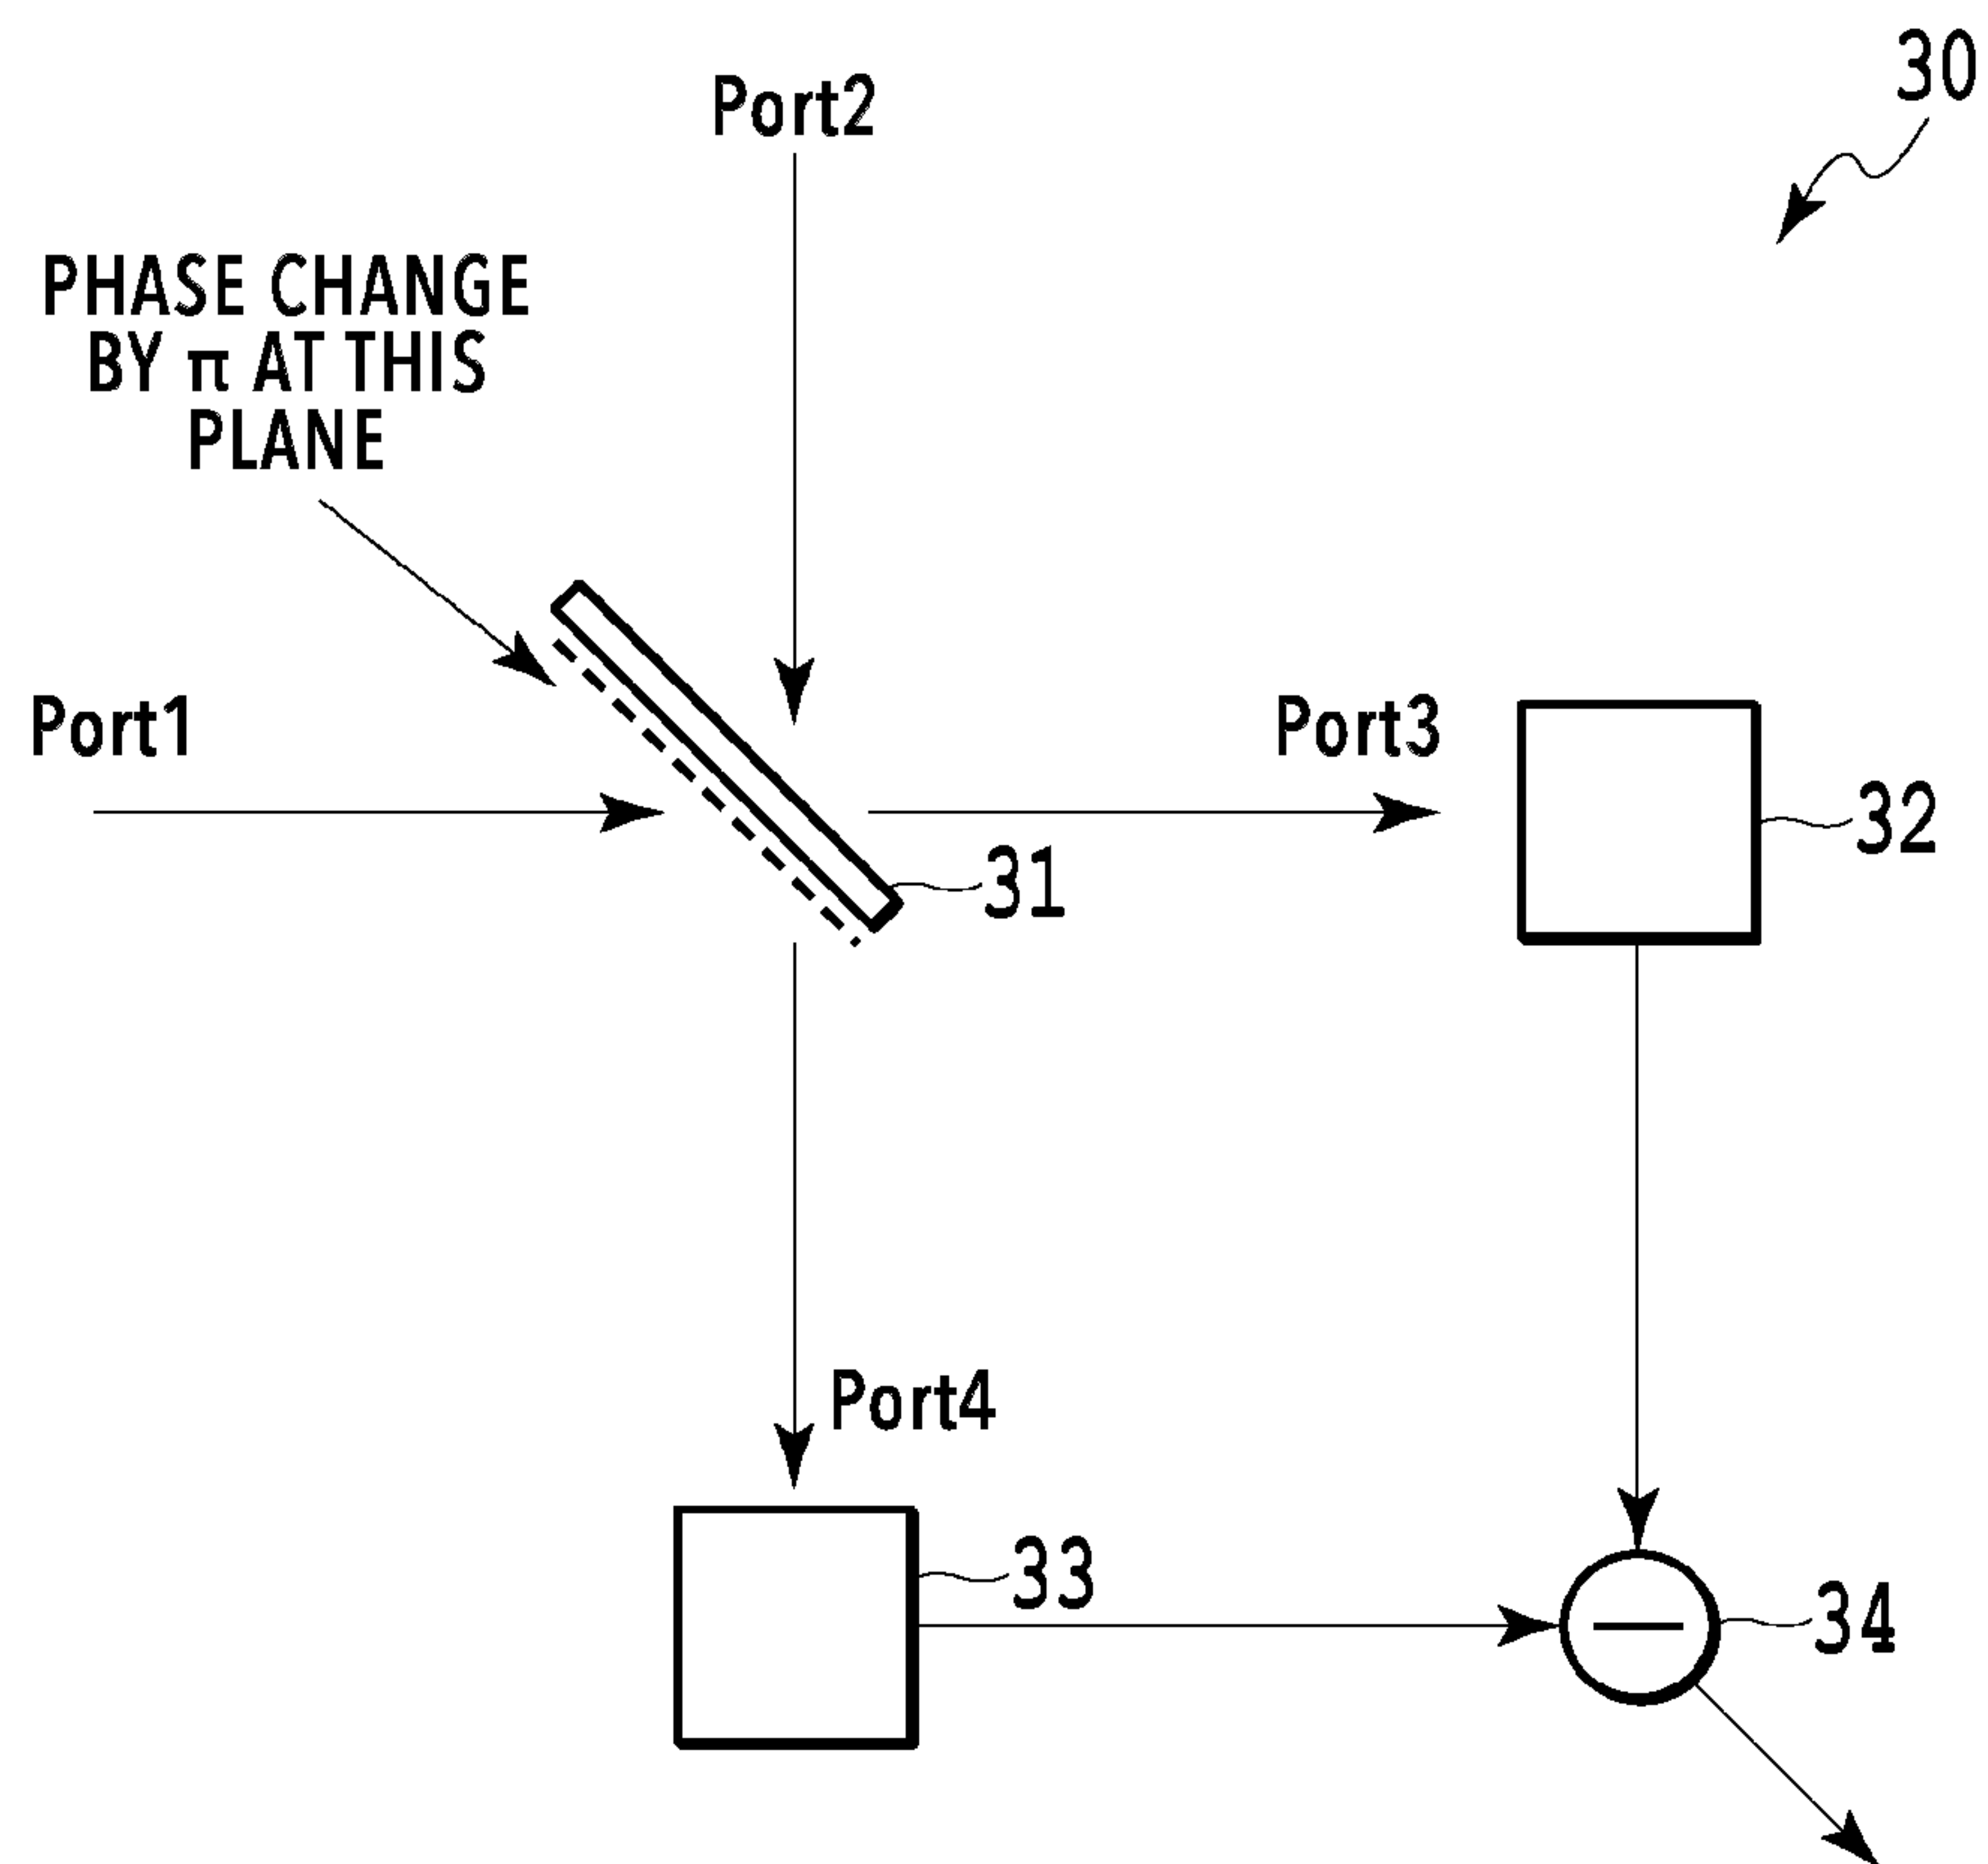 30
Port2
PHASE CHANGE
BY π AT THIS
PLANE
Port1
Port3
32
31
Port4
33
34